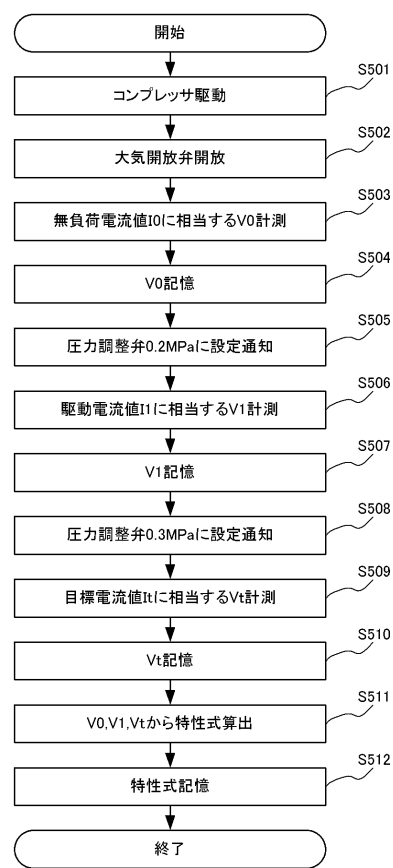 開始
S501
コンプレッサ駆動
S502
大気開放弁開放
S503
無負荷電流値I0に相当するV0計測
S504
V0記憶
S505
圧力調整弁0.2MPaに設定通知
S506
駆動電流値I1に相当するV1計測
S507
V1記憶
S508
圧力調整弁0.3MPaに設定通知
S509
目標電流値Itに相当するVt計測
S510
Vt記憶
S511
V0,V1,Vtから特性式算出
S512
特性式記憶
終了